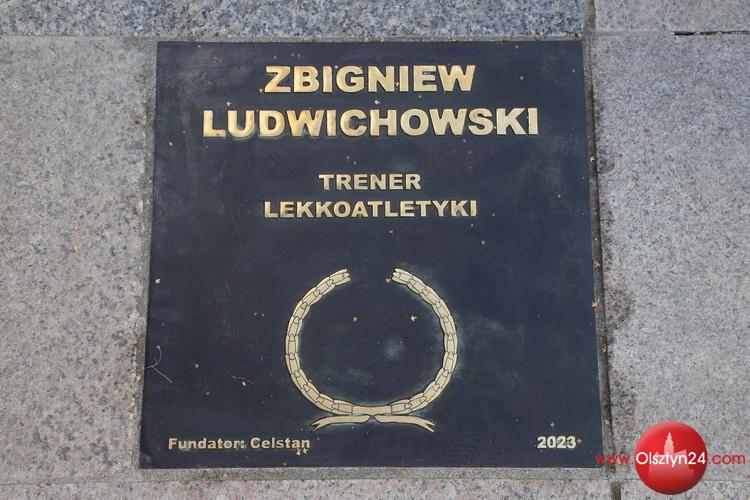 ZBIGNIEW
LUDWICHOWSKI
TRENER
LEKKOATLETYKI
Fundator: Celstan
2023
www.Olsztyn24.com